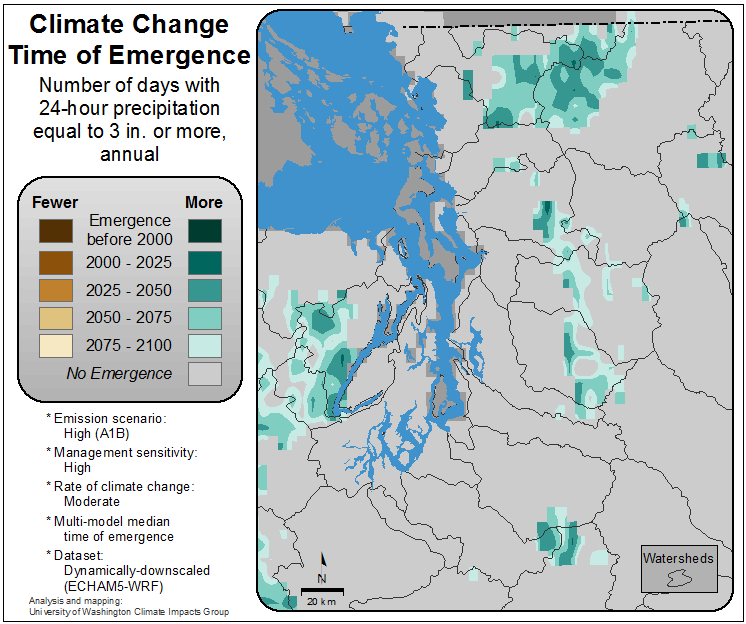 Climate Change
Time of Emergence
Number of days with
24-hour precipitation
equal to 3 in. or more,
annual
Fewer More
Emergence
before 2000
2000 - 2025
2025 - 2050
2050 - 2075
2075 - 2100
No Emergence
* Emission scenario:
High (A1B)
* Management sensitivity:
High
* Rate of climate change:
Moderate
* Multi-model median
time of emergence
* Dataset:
Dynamically-downscaled
(ECHAM5-WRF)
Analysis and mapping:
University of Washington Climate Impacts Group
N
20 km
Watersheds